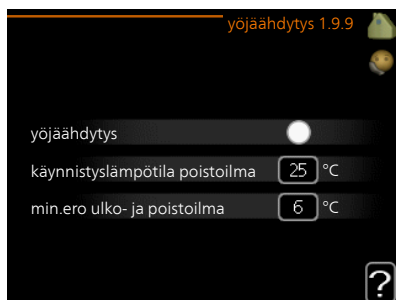 yöjäähdytys 1.9.9
yöjäähdytys
käynnistyslämpötila poistoilma 25 °C
min.ero ulko- ja poistoilma 6 °C
?